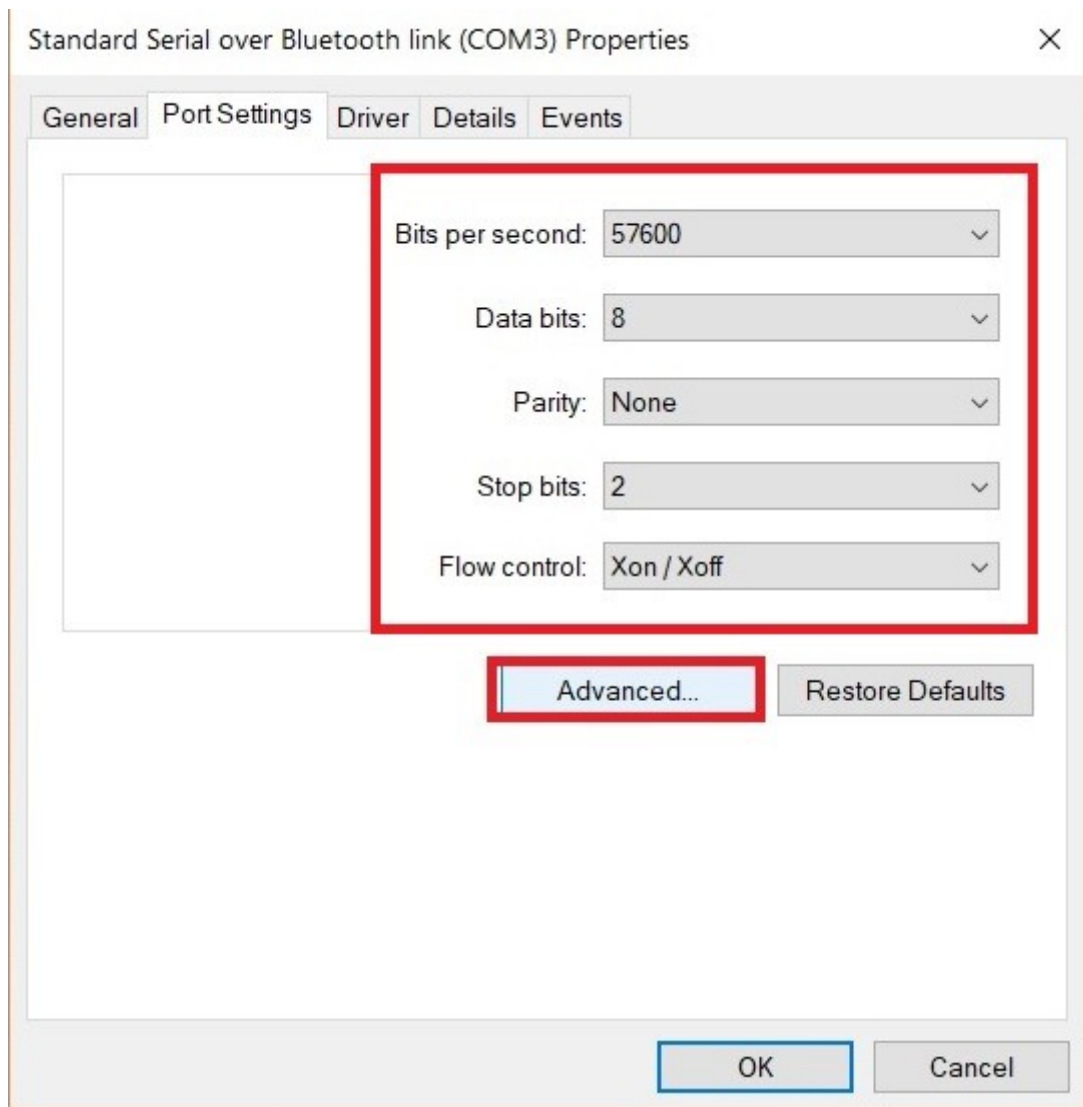 Standard Serial over Bluetooth link (COM3) Properties
General Port Settings Driver Details Events
Bits per second: 57600
Data bits: 8
Parity: None
Stop bits: 2
Flow control: Xon / Xoff
Advanced... Restore Defaults
OK Cancel